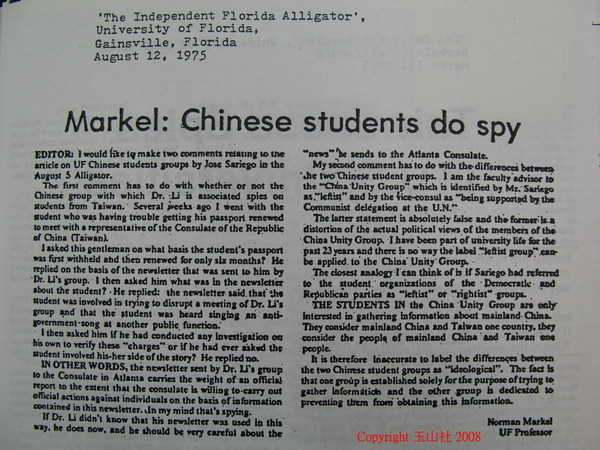 'The Independent Florida Alligator',
University of Florida,
Gainsville, Florida
August 12, 1975
Markel: Chinese students do spy
EDITOR: I would like to make two comments relating to the
article on UF Chinese students groups by Jose Sariego in the
August 5 Alligator.
The first comment has to do with whether or not the
Chinese group with which Dr. Li is associated spies on
students from Taiwan. Several weeks ago I went with the
student who was having trouble getting his passport renewed
to meet with a representative of the Consulate of the Republic
of China (Taiwan).
I asked this gentleman on what basis the student's passport
was first withheld and then renewed for only six months? He
replied on the basis of the newsletter that was sent to him by
Dr. Li's group. I then asked him what was in the newsletter
about the student? He replied: the newsletter said that the
student was involved in trying to disrupt a meeting of Dr. Li's
group and that the student was heard singing an anti-
government song at another public function.
I then asked him if he had conducted any investigation on
his own to verify these "charges" or if he had ever asked the
student involved his-her side of the story? He replied no.
IN OTHER WORDS, the newsletter sent by Dr. Li's group
to the Consulate in Atlanta carries the weight of an official
report to the extent that the consulate is willing to carry out
official actions against individuals on the basis of information
contained in this newsletter. In my mind that's spying.
If Dr. Li didn't know that his newsletter was used in this
way, he does now, and he should be very careful about the
"news" he sends to the Atlanta Consulate.
My second comment has to do with the differences between
the two Chinese student groups. I am the faculty advisor to
the "China Unity Group" which is identified by Mr. Sariego
as "leftist" and by the vice-consul as "being supported by the
Communist delegation at the U.N."
The latter statement is absolutely false and the former is a
distortion of the actual political views of the members of the
China Unity Group. I have been part of university life for the
past 23 years and there is no way the label "leftist group" can
be applied to the China Unity Group.
The closest analogy I can think of is if Sariego had referred
to the student organizations of the Democratic and
Republican parties as "leftist" or "rightist" groups.
THE STUDENTS IN the China Unity Group are only
interested in gathering information about mainland China.
They consider mainland China and Taiwan one country, they
consider the people of mainland China and Taiwan one
people.
It is therefore inaccurate to label the differences between
the two Chinese student groups as "ideological". The fact is
that one group is established solely for the purpose of trying to
gather information and the other group is dedicated to
preventing them from obtaining this information.
Norman Markel
UF Professor
Copyright 玉山社 2008